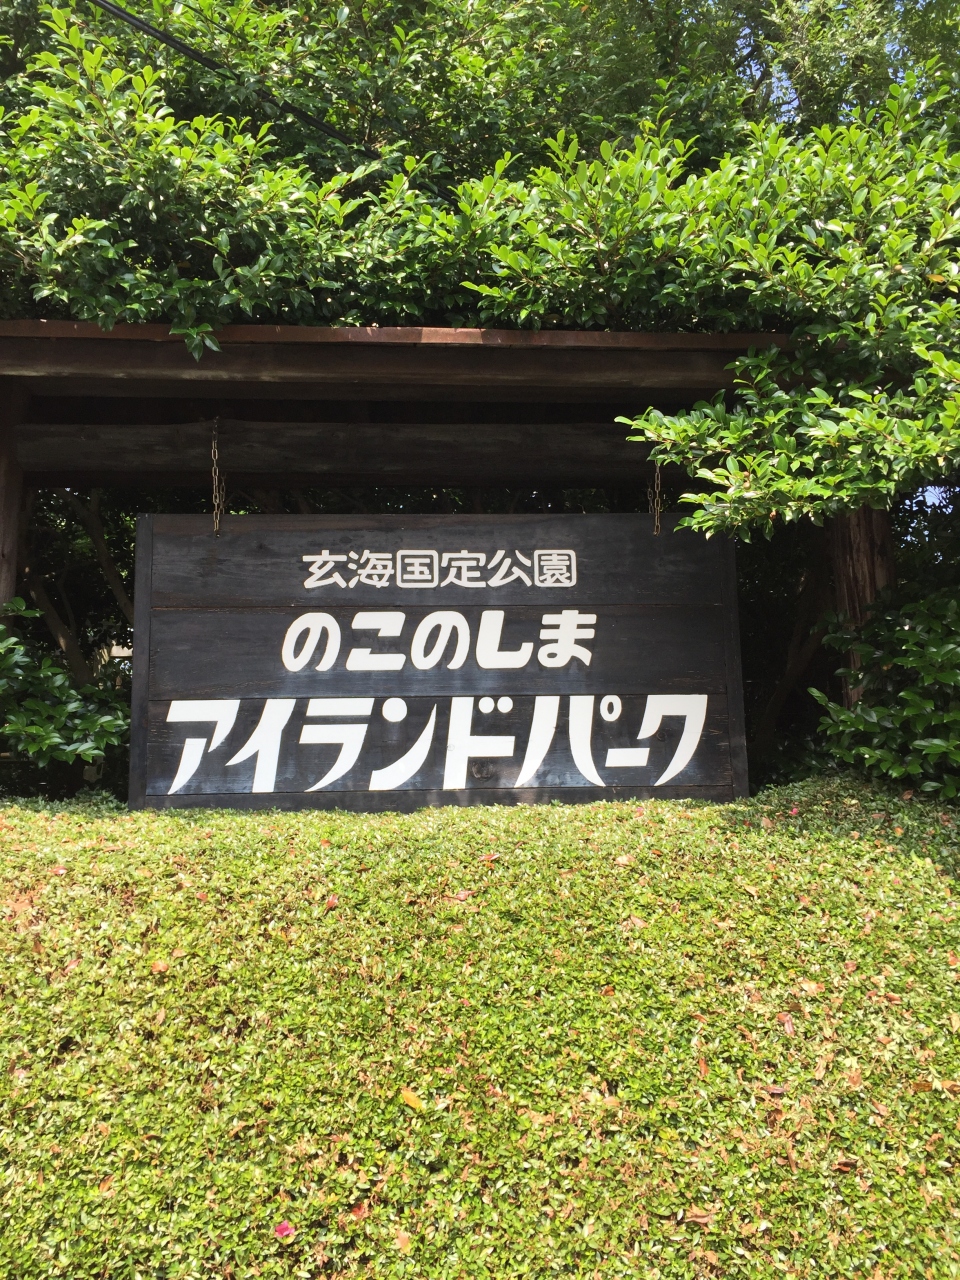 玄海国定公園
のこのしま
アイランドパーク